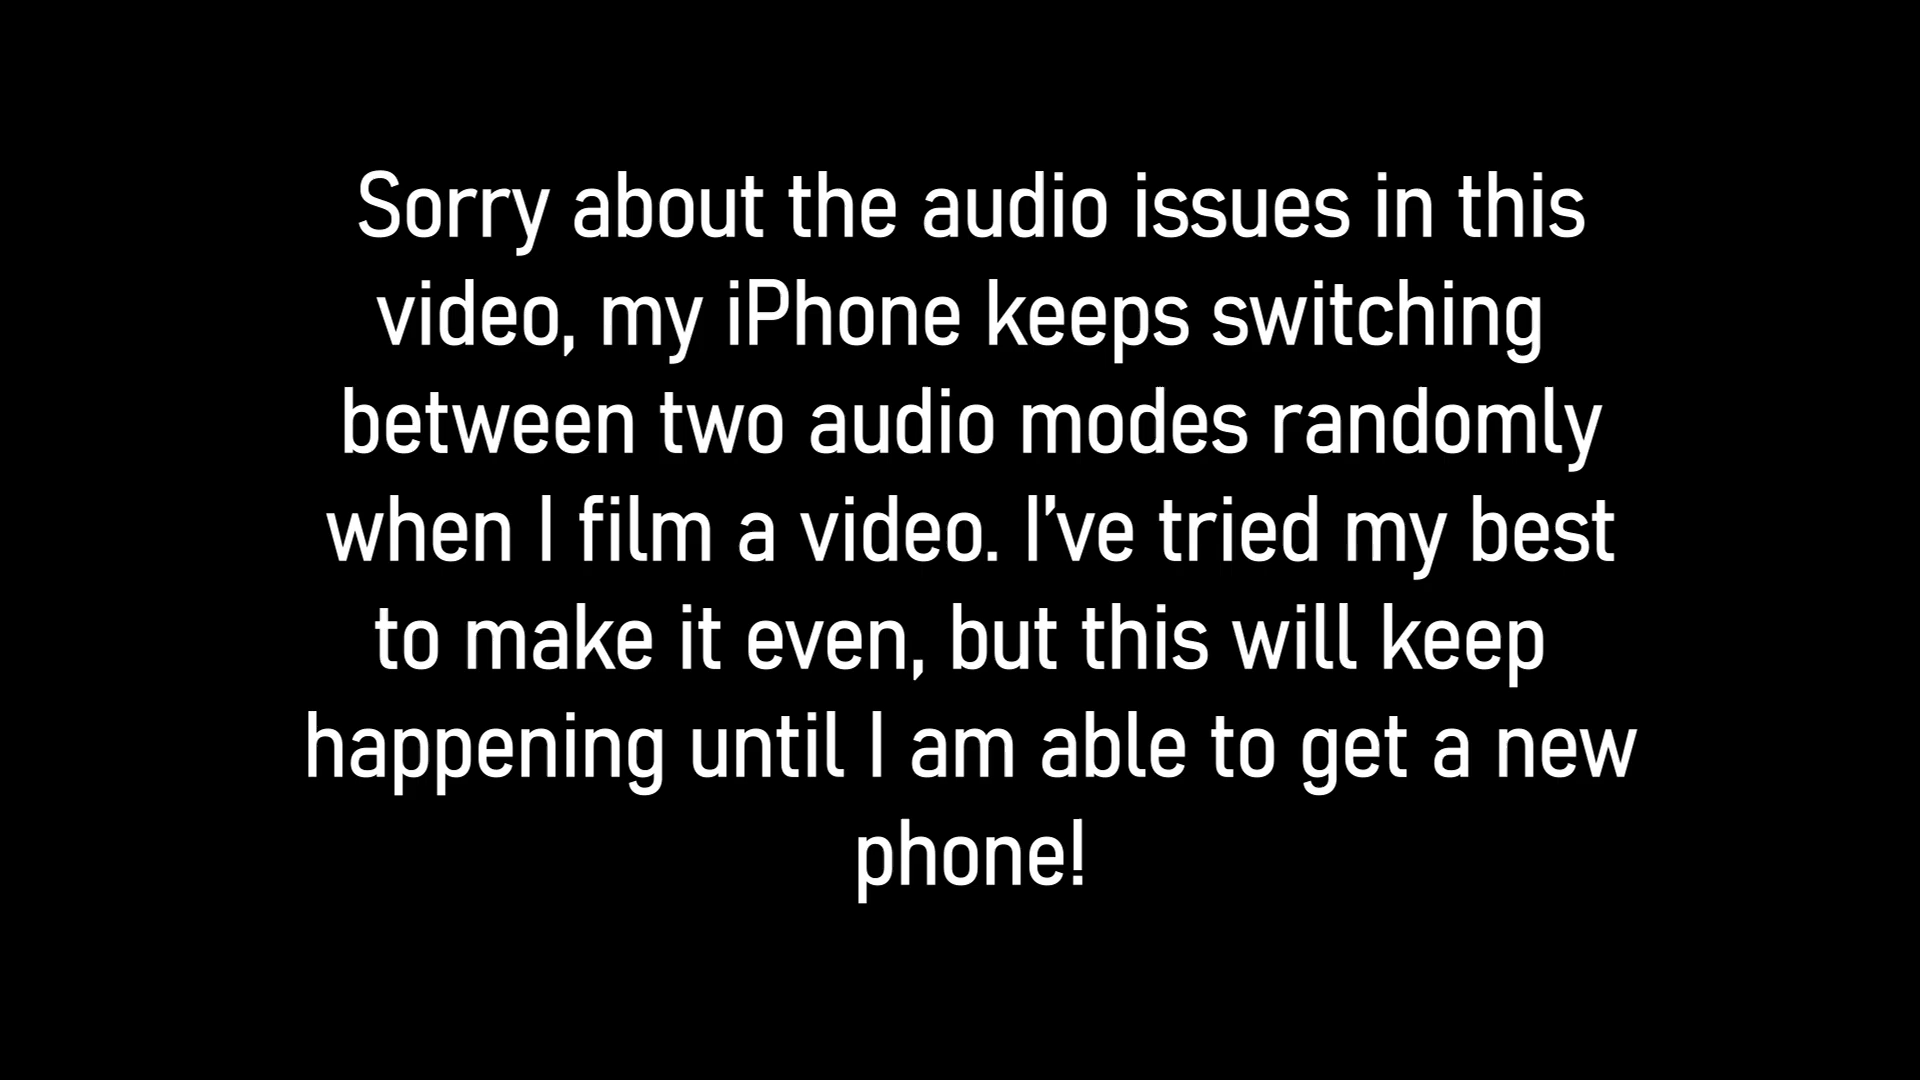 Sorry about the audio issues in this
video, my iPhone keeps switching
between two audio modes randomly
when I film a video. I’ve tried my best
to make it even, but this will keep
happening until I am able to get a new
phone!